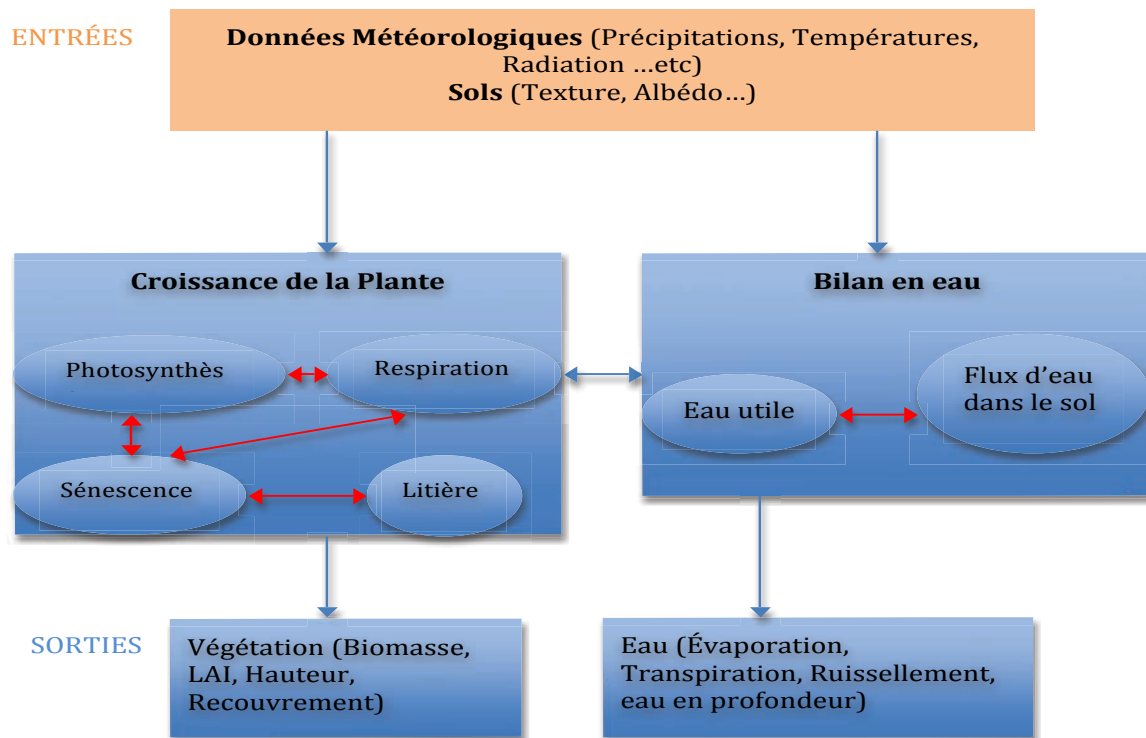 ENTRÉES
Données Météorologiques (Précipitations, Températures,
Radiation ...etc)
Sols (Texture, Albédo...)
Croissance de la Plante
Photosynthès
Respiration
Sénescence
Litière
Bilan en eau
Eau utile
Flux d'eau
dans le sol
SORTIES
Végétation (Biomasse,
LAI, Hauteur,
Recouvrement)
Eau (Évaporation,
Transpiration, Ruissellement,
eau en profondeur)